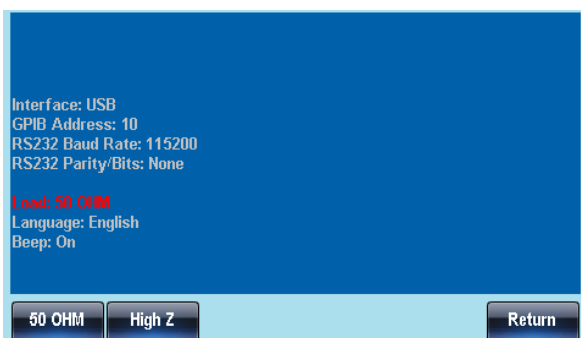 Interface: USB
GPIB Address: 10
RS232 Baud Rate: 115200
RS232 Parity/Bits: None
Load: 50 OHM
Language: English
Beep: On
50 OHM High Z Return